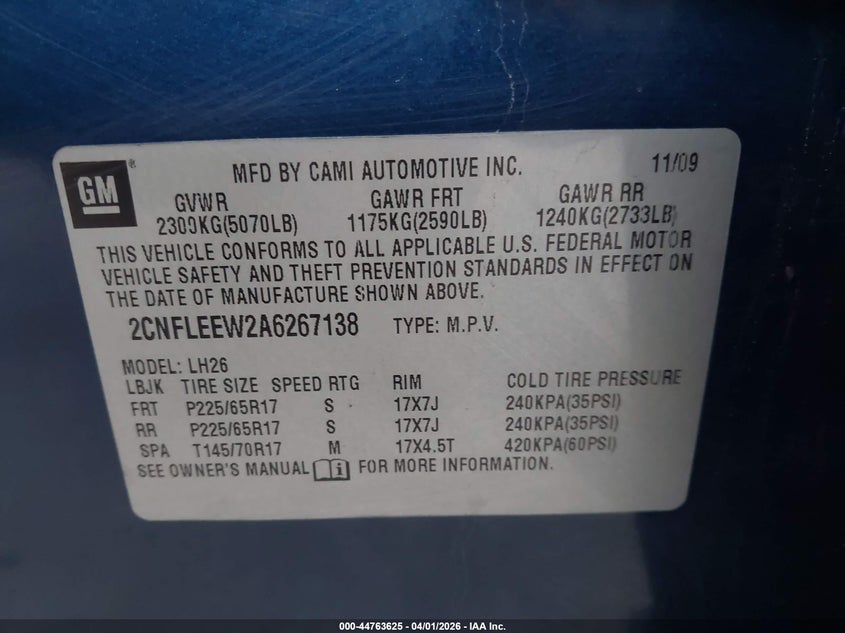 GM ® MFD BY CAMI AUTOMOTIVE INC. 11/09
GVWR GAWR FRT GAWR RR
2300KG(5070LB) 1175KG(2590LB) 1240KG(2733LB)
THIS VEHICLE CONFORMS TO ALL APPLICABLE U.S. FEDERAL MOTOR
VEHICLE SAFETY AND THEFT PREVENTION STANDARDS IN EFFECT ON
THE DATE OF MANUFACTURE SHOWN ABOVE.
2CNFLEEW2A6267138 TYPE: M.P.V.
MODEL: LH26
LBJK TIRE SIZE SPEED RTG RIM COLD TIRE PRESSURE
FRT P225/65R17 S 17X7J 240KPA(35PSI)
RR P225/65R17 S 17X7J 240KPA(35PSI)
SPA T145/70R17 M 17X4.5T 420KPA(60PSI)
SEE OWNER'S MANUAL i FOR MORE INFORMATION.
000-44763625 - 04/01/2026 - IAA Inc.